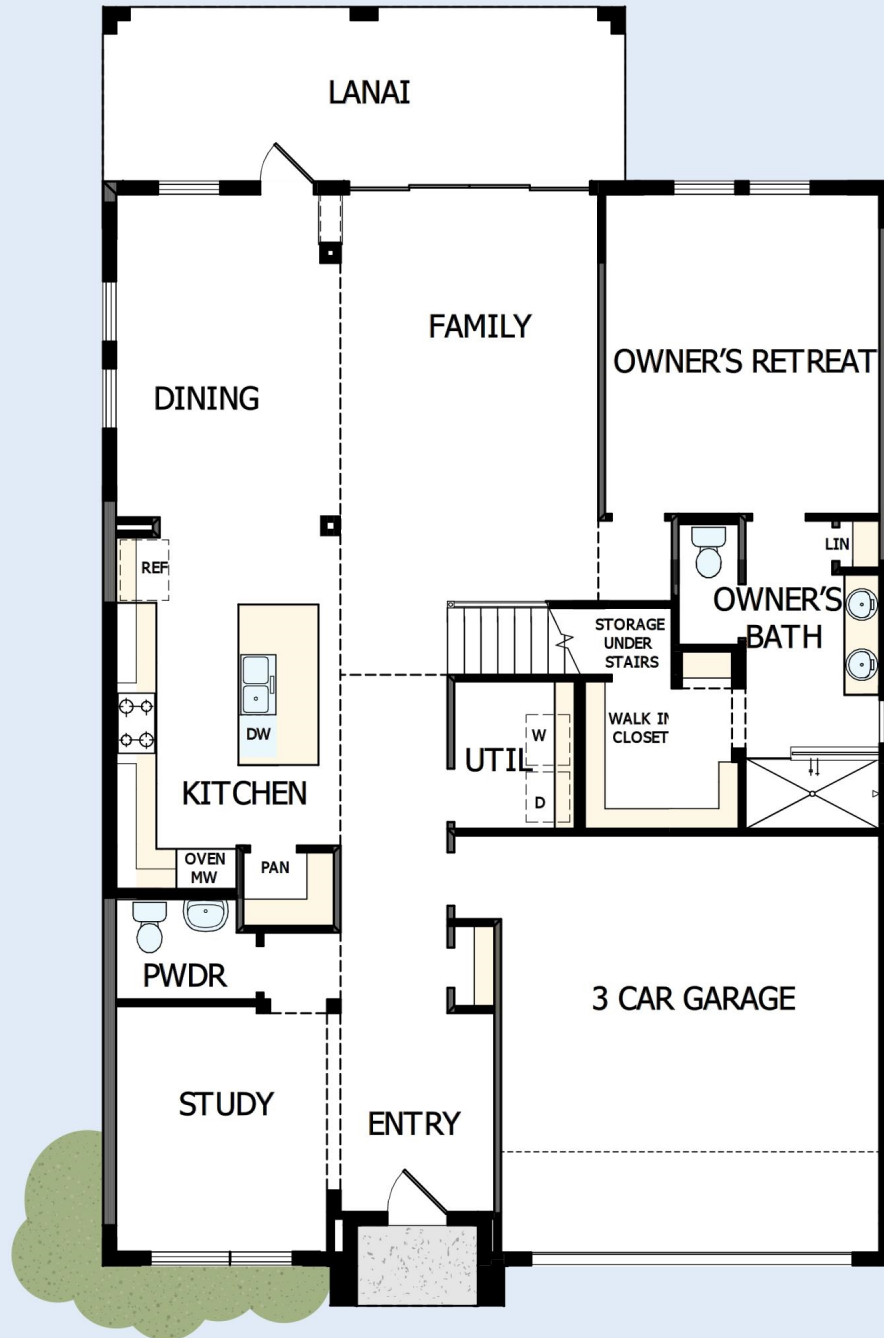 LANAI
FAMILY
OWNER'S RETREAT
DINING
LIN
REF
OWNER'S
BATH
STORAGE
UNDER
STAIRS
WALK IN
CLOSET
DW
UTIL
W
D
KITCHEN
OVEN
MW
PAN
PWDR
3 CAR GARAGE
STUDY
ENTRY